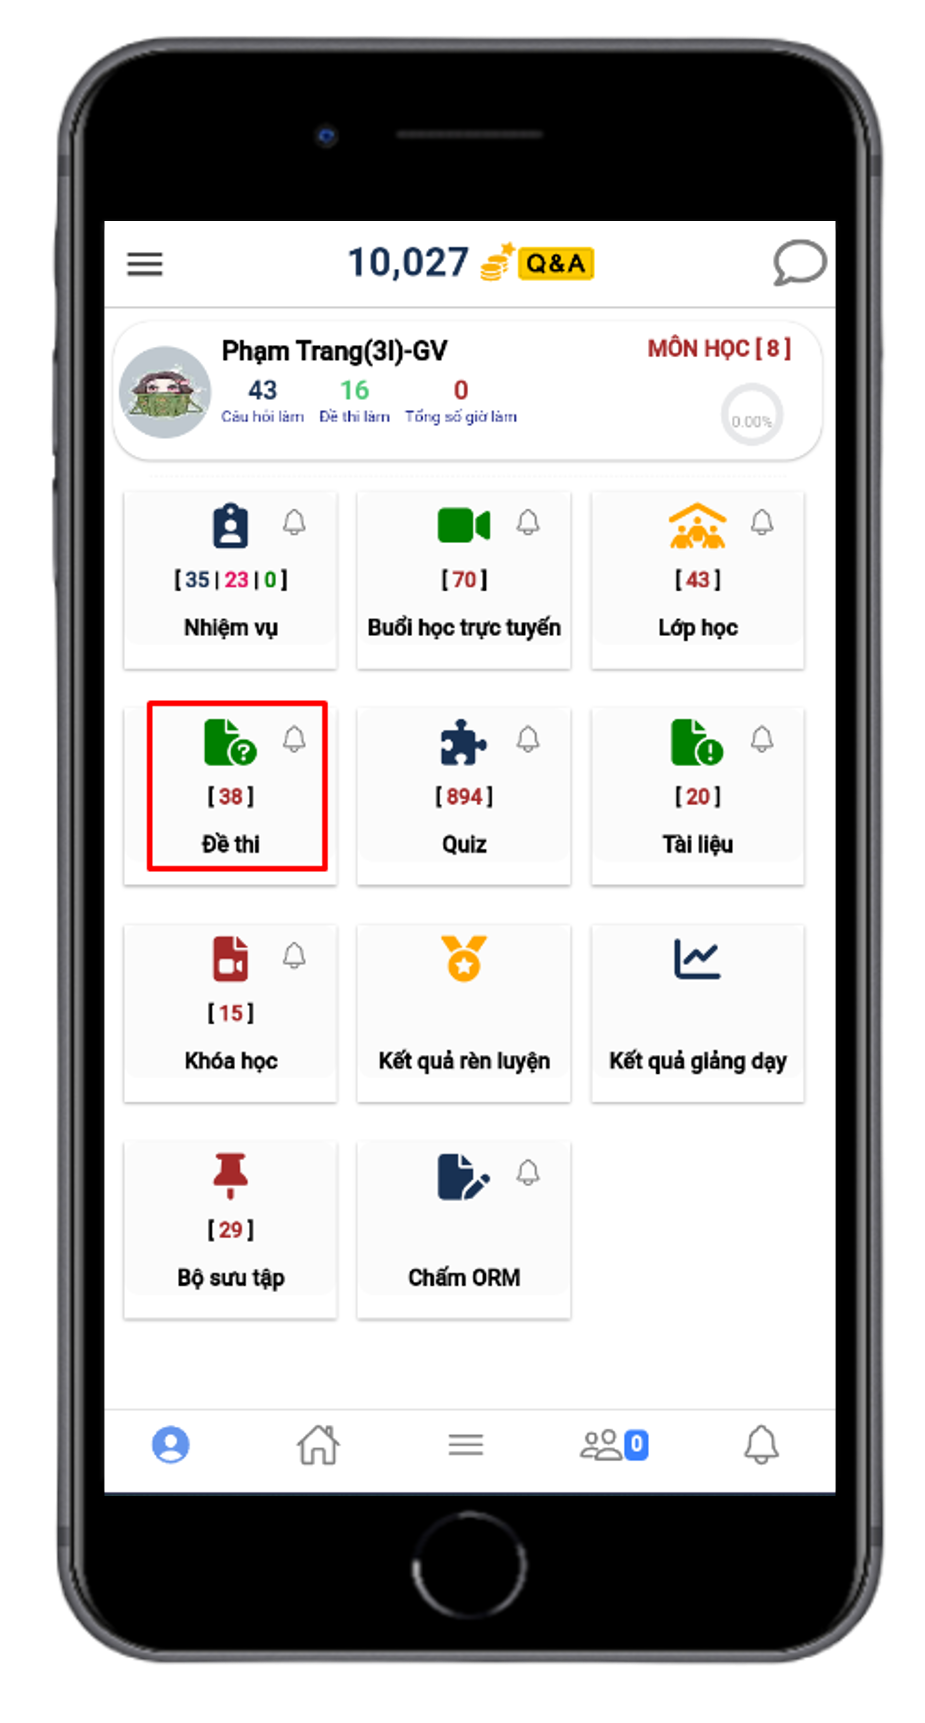 10,027 Q&A
Phạm Trang(3I)-GV
MÔN HỌC [ 8 ]
43 16 0
Câu hỏi làm Đề thi làm Tổng số giờ làm
0.00%
[ 35 | 23 | 0 ]
Nhiệm vụ
[ 70 ]
Buổi học trực tuyến
[ 43 ]
Lớp học
[ 38 ]
Đề thi
[ 894 ]
Quiz
[ 20 ]
Tài liệu
[ 15 ]
Khóa học
Kết quả rèn luyện
Kết quả giảng dạy
[ 29 ]
Bộ sưu tập
Chấm ORM
0